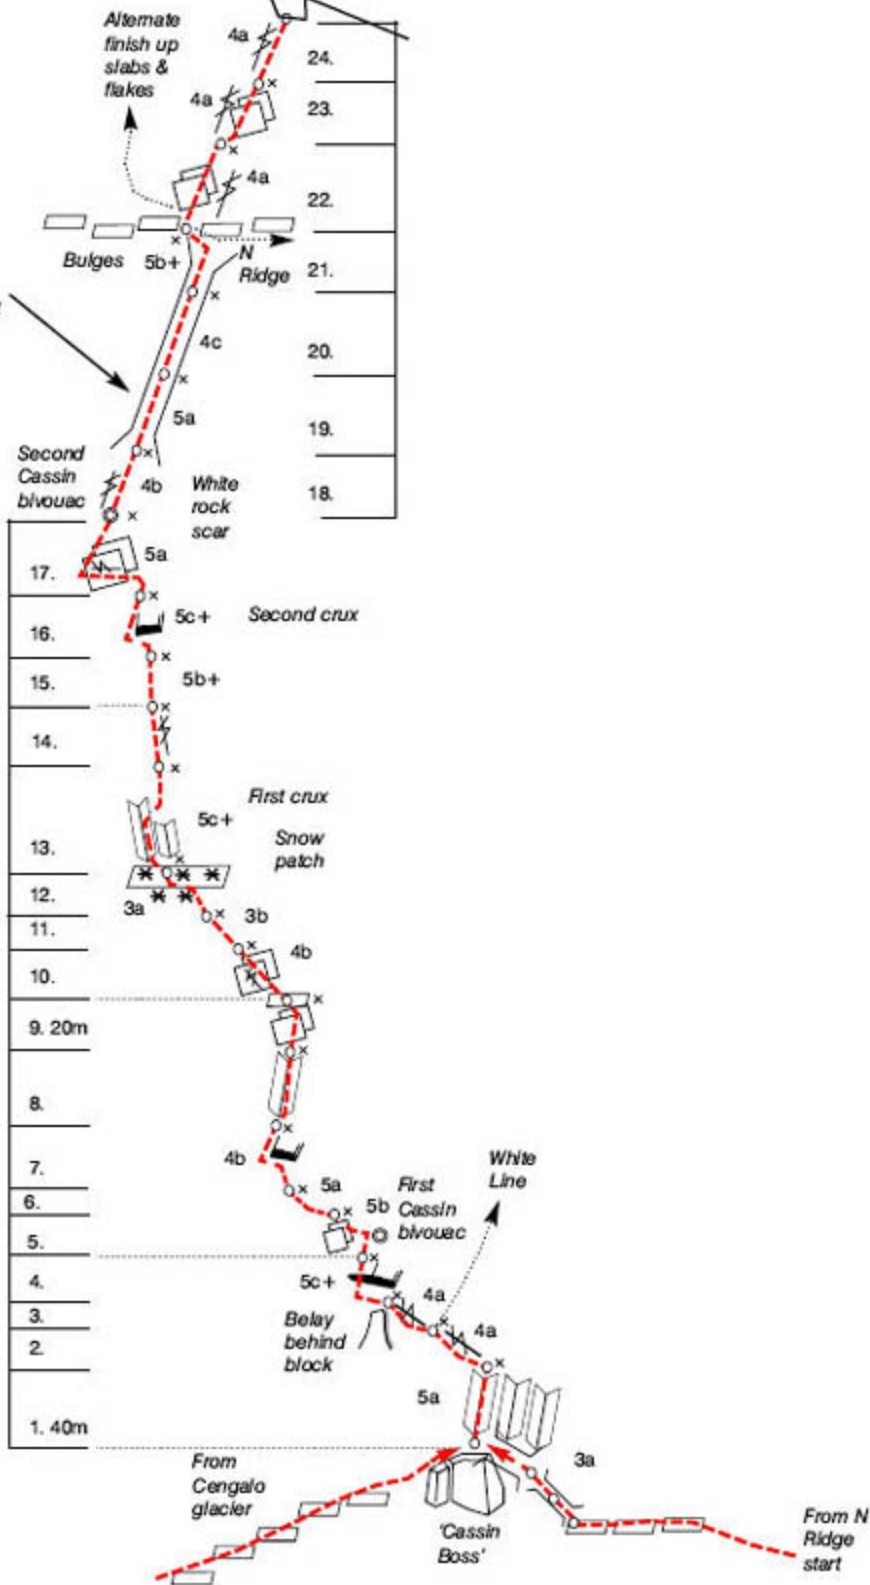 Alternate
finish up
slabs &
flakes
4a
24.
4a
23.
4a
22.
Bulges
5b+
N
Ridge
21.
4c
20.
5a
19.
Second
Cassin
bivouac
4b
White
rock
scar
18.
5a
17.
5c+
Second crux
16.
5b+
15.
14.
First crux
5c+
Snow
patch
13.
12.
3a
3b
11.
4b
10.
9. 20m
8.
4b
7.
White
Line
5a
6.
5b
First
Cassin
bivouac
5.
5c+
4.
4a
3.
Belay
behind
block
4a
2.
5a
1. 40m
From
Cengalo
glacier
3a
'Cassin
Boss'
From N
Ridge
start